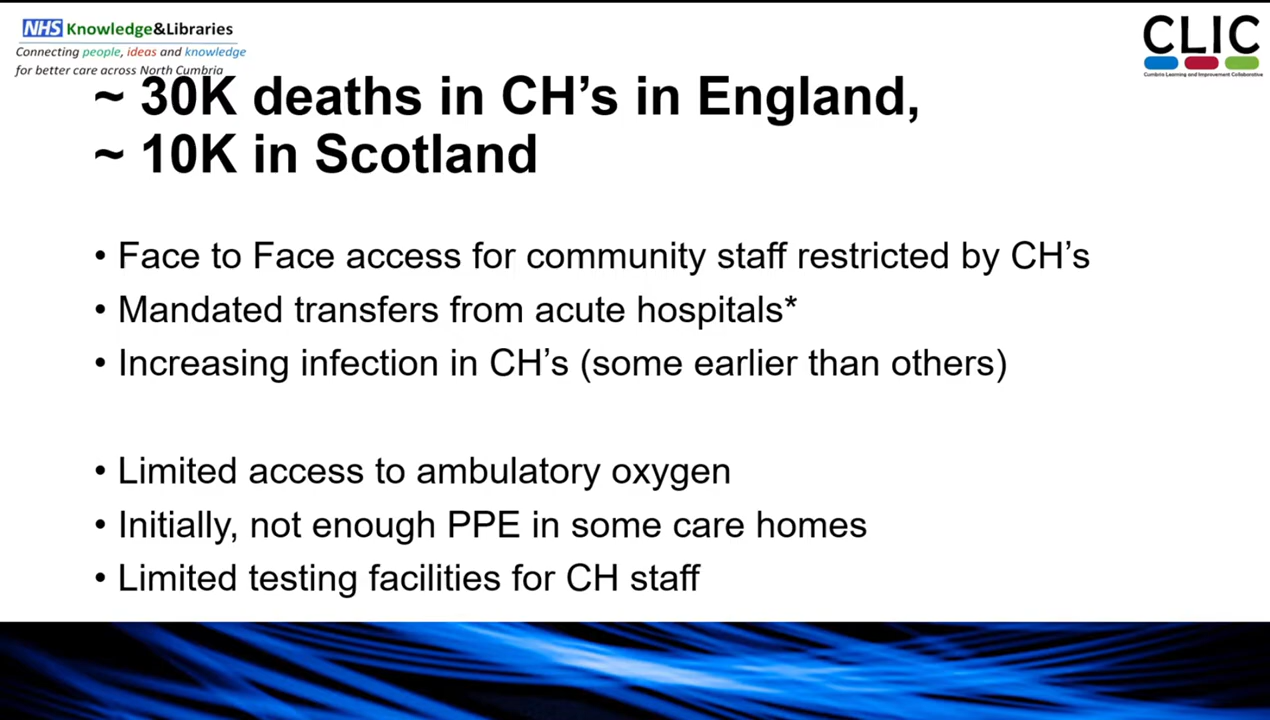 NHS Knowledge&Libraries
Connecting people, ideas and knowledge
for better care across North Cumbria
CLIC
Cumbria Learning and Improvement Collaborative
~ 30K deaths in CH’s in England,
~ 10K in Scotland
• Face to Face access for community staff restricted by CH’s
• Mandated transfers from acute hospitals*
• Increasing infection in CH’s (some earlier than others)
• Limited access to ambulatory oxygen
• Initially, not enough PPE in some care homes
• Limited testing facilities for CH staff